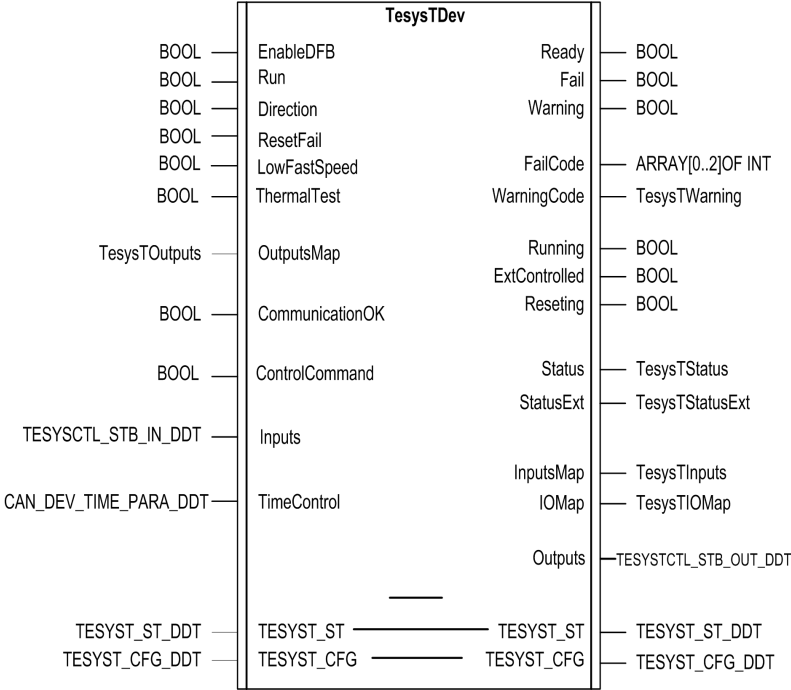 TesysTDev
BOOL EnableDFB Ready BOOL
BOOL Run Fail BOOL
BOOL Direction Warning BOOL
BOOL ResetFail
BOOL LowFastSpeed FailCode ARRAY[0..2]OF INT
BOOL ThermalTest WarningCode TesysTWarning
TesysTOutputs OutputsMap Running BOOL
ExtControlled BOOL
BOOL CommunicationOK Reseting BOOL
BOOL ControlCommand Status TesysTStatus
StatusExt TesysTStatusExt
TESYSCTL_STB_IN_DDT Inputs
InputsMap TesysTInputs
CAN_DEV_TIME_PARA_DDT TimeControl IOMap TesysTIOMap
Outputs TESYSTCTL_STB_OUT_DDT
TESYST_ST_DDT TESYST_ST TESYST_ST TESYST_ST_DDT
TESYST_CFG_DDT TESYST_CFG TESYST_CFG TESYST_CFG_DDT